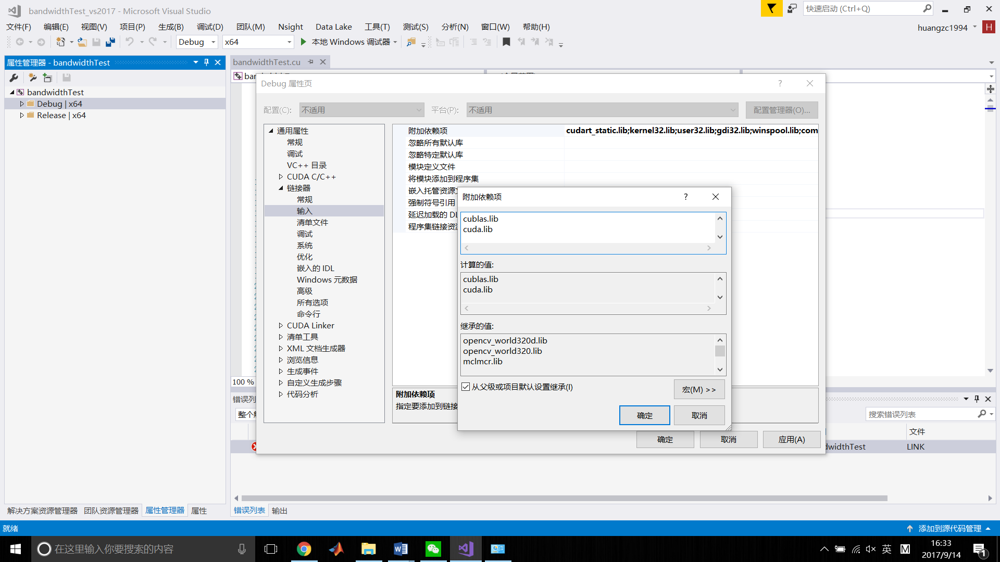 bandwidthTest_vs2017 - Microsoft Visual Studio
快速启动 (Ctrl+Q)
文件(F) 编辑(E) 视图(V) 项目(P) 生成(B) 调试(D) 团队(M) Nsight Data Lake 工具(T) 测试(S) 分析(N) 窗口(W) 帮助(H)
huangzc1994
H
Debug x64 本地 Windows 调试器
属性管理器 - bandwidthTest
bandwidthTest.cu
bandwidthTest
Debug | x64
Release | x64
Debug 属性页
?
配置(C): 不适用 平台(P): 不适用 配置管理器(O)...
通用属性
常规
调试
VC++ 目录
CUDA C/C++
链接器
常规
输入
清单文件
调试
系统
优化
嵌入的 IDL
Windows 元数据
高级
所有选项
命令行
CUDA Linker
清单工具
XML 文档生成器
浏览信息
生成事件
自定义生成步骤
代码分析
附加依赖项 cudart_static.lib;kernel32.lib;user32.lib;gdi32.lib;winspool.lib;com
忽略所有默认库
忽略特定默认库
模块定义文件
将模块添加到程序集
嵌入托管资源
强制符号引用
延迟加载的 DL
程序集链接资
附加依赖项
?
cublas.lib
cuda.lib
计算的值:
cublas.lib
cuda.lib
继承的值:
opencv_world320d.lib
opencv_world320.lib
mclmcr.lib
从父级或项目默认设置继承(I)
宏(M) >>
确定 取消
附加依赖项
指定要添加到链接
确定 取消 应用(A)
100 %
错误列
整个
搜索错误列表
文件
dwidthTest LINK
解决方案资源管理器 团队资源管理器 属性管理器 属性
错误列表 输出
就绪
添加到源代码管理
在这里输入你要搜索的内容
英 M
16:33
2017/9/14
1